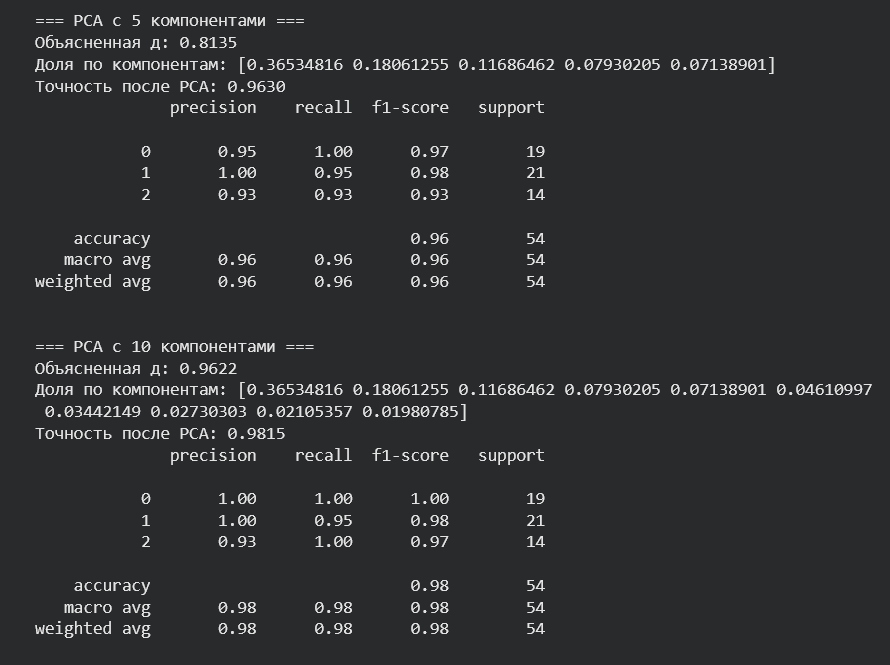 === PCA с 5 компонентами ===
Объясненная д: 0.8135
Доля по компонентам: [0.36534816 0.18061255 0.11686462 0.07930205 0.07138901]
Точность после PCA: 0.9630
              precision    recall  f1-score   support

           0       0.95      1.00      0.97        19
           1       1.00      0.95      0.98        21
           2       0.93      0.93      0.93        14

    accuracy                           0.96        54
   macro avg       0.96      0.96      0.96        54
weighted avg       0.96      0.96      0.96        54

=== PCA с 10 компонентами ===
Объясненная д: 0.9622
Доля по компонентам: [0.36534816 0.18061255 0.11686462 0.07930205 0.07138901 0.04610997
 0.03442149 0.02730303 0.02105357 0.01980785]
Точность после PCA: 0.9815
              precision    recall  f1-score   support

           0       1.00      1.00      1.00        19
           1       1.00      0.95      0.98        21
           2       0.93      1.00      0.97        14

    accuracy                           0.98        54
   macro avg       0.98      0.98      0.98        54
weighted avg       0.98      0.98      0.98        54